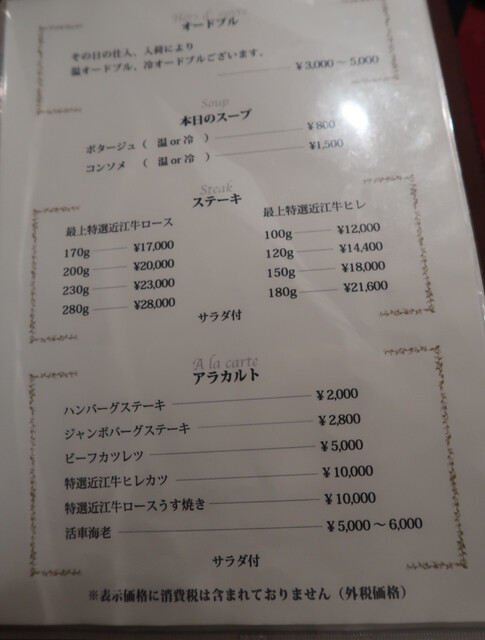 オードブル
その日の仕入、入荷により
温オードブル、冷オードブルございます。
¥3,000～5,000
Soup
本日のスープ
ポタージュ（ 温 or 冷 ） ¥800
コンソメ （ 温 or 冷 ） ¥1,500
Steak
ステーキ
最上特選近江牛ロース
170g ¥17,000
200g ¥20,000
230g ¥23,000
280g ¥28,000
最上特選近江牛ヒレ
100g ¥12,000
120g ¥14,400
150g ¥18,000
180g ¥21,600
サラダ付
A la carte
アラカルト
ハンバーグステーキ ¥2,000
ジャンボバーグステーキ ¥2,800
ビーフカツレツ ¥5,000
特選近江牛ヒレカツ ¥10,000
特選近江牛ロースうす焼き ¥10,000
活車海老 ¥5,000～6,000
サラダ付
※表示価格に消費税は含まれておりません（外税価格）